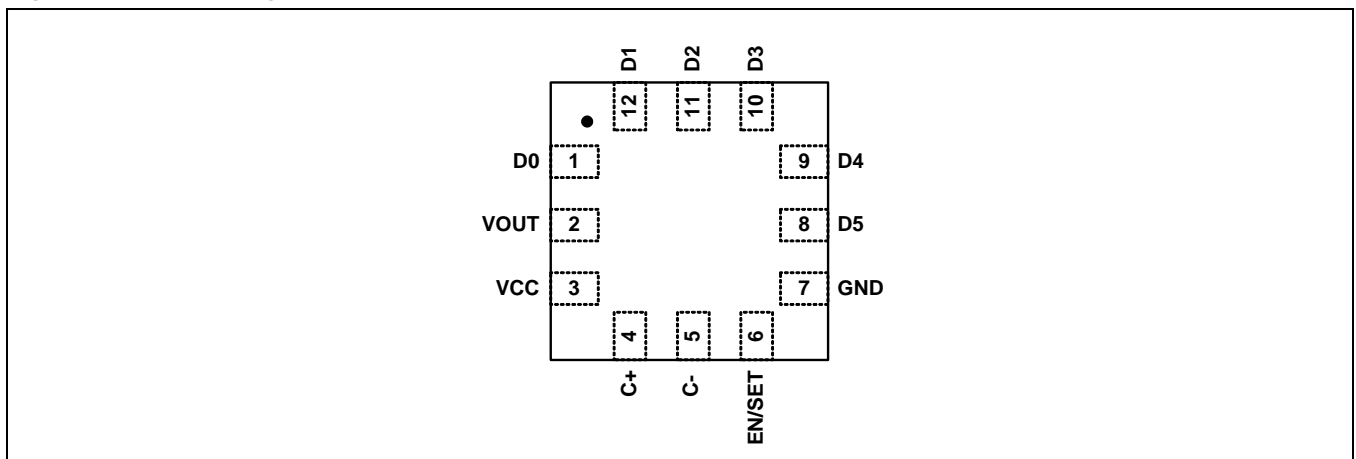 D1 D2 D3
12 11 10
D0 1 9 D4
VOUT 2 8 D5
VCC 3 7 GND
4 5 6
C+ C- EN/SET